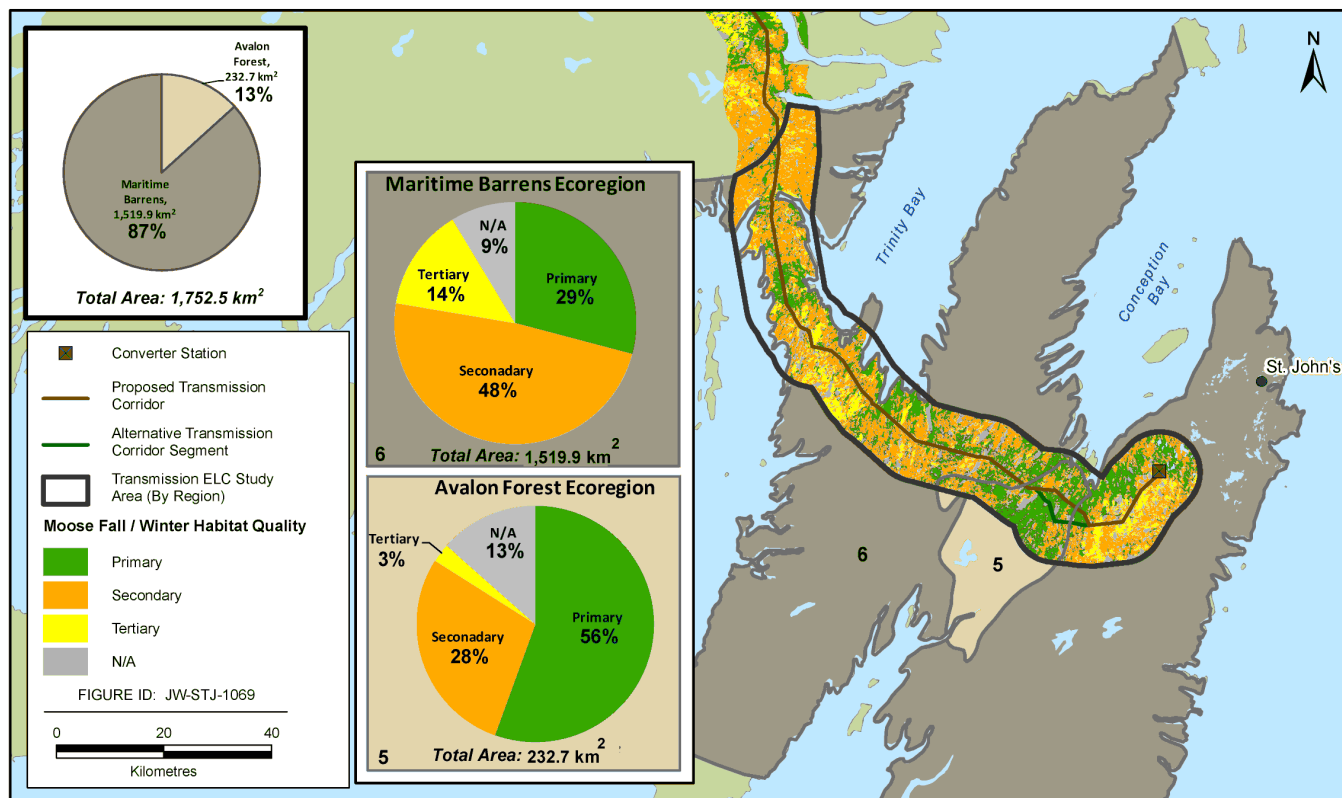 Avalon
Forest,
232.7 km²
13%
Maritime
Barrens,
1,519.9 km²
87%
Total Area: 1,752.5 km²
Converter Station
Proposed Transmission
Corridor
Alternative Transmission
Corridor Segment
Transmission ELC Study
Area (By Region)
Moose Fall / Winter Habitat Quality
Primary
Secondary
Tertiary
N/A
FIGURE ID: JW-STJ-1069
0 20 40
Kilometres
Maritime Barrens Ecoregion
N/A
9%
Primary
29%
Tertiary
14%
Seconadary
48%
6 Total Area: 1,519.9 km²
Avalon Forest Ecoregion
N/A
13%
Tertiary
3%
Primary
56%
Seconadary
28%
5 Total Area: 232.7 km²
N
Trinity Bay
Conception
Bay
St. John's
6
5